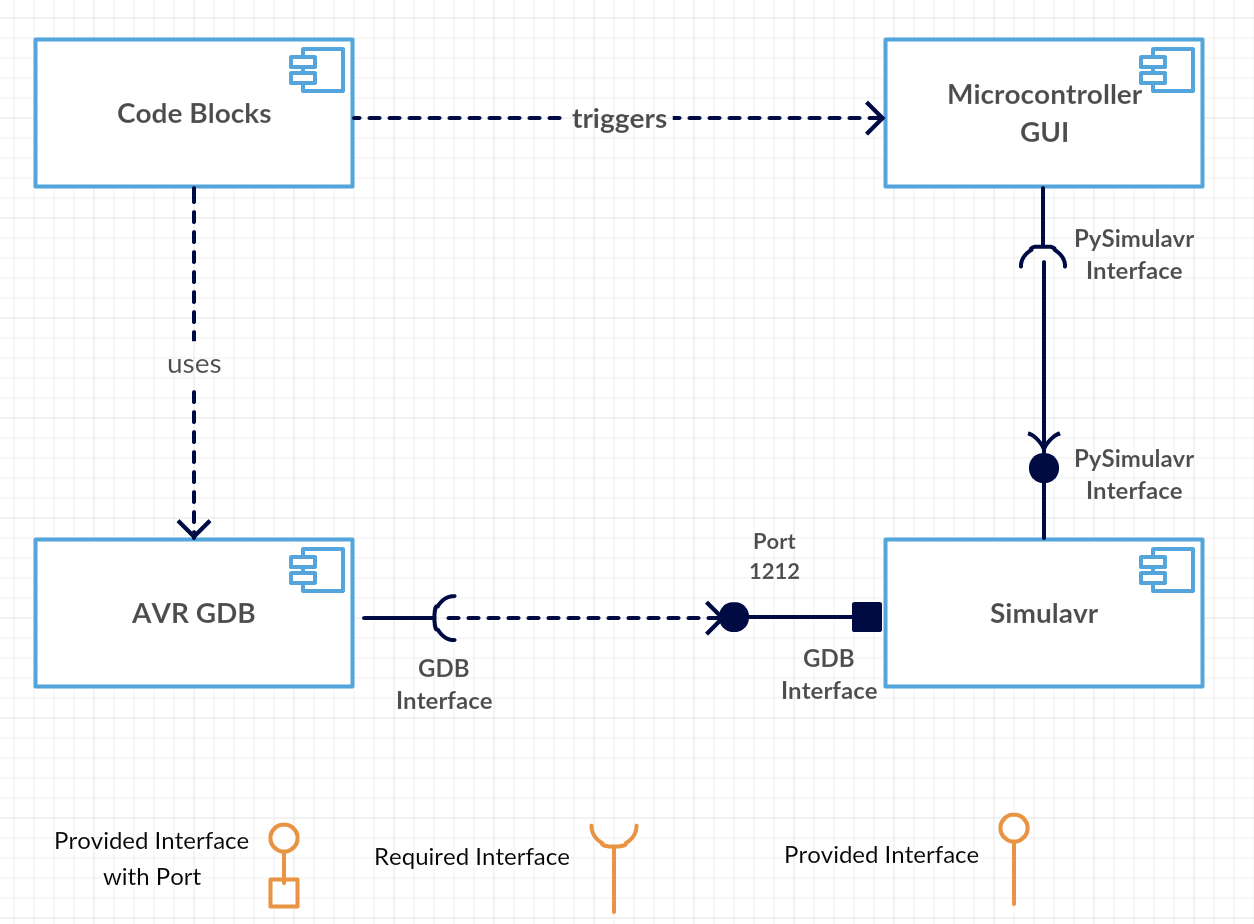 Code Blocks
triggers
Microcontroller
GUI
PySimulavr
Interface
uses
PySimulavr
Interface
Port
1212
AVR GDB
Simulavr
GDB
Interface
GDB
Interface
Provided Interface
with Port
Required Interface
Provided Interface